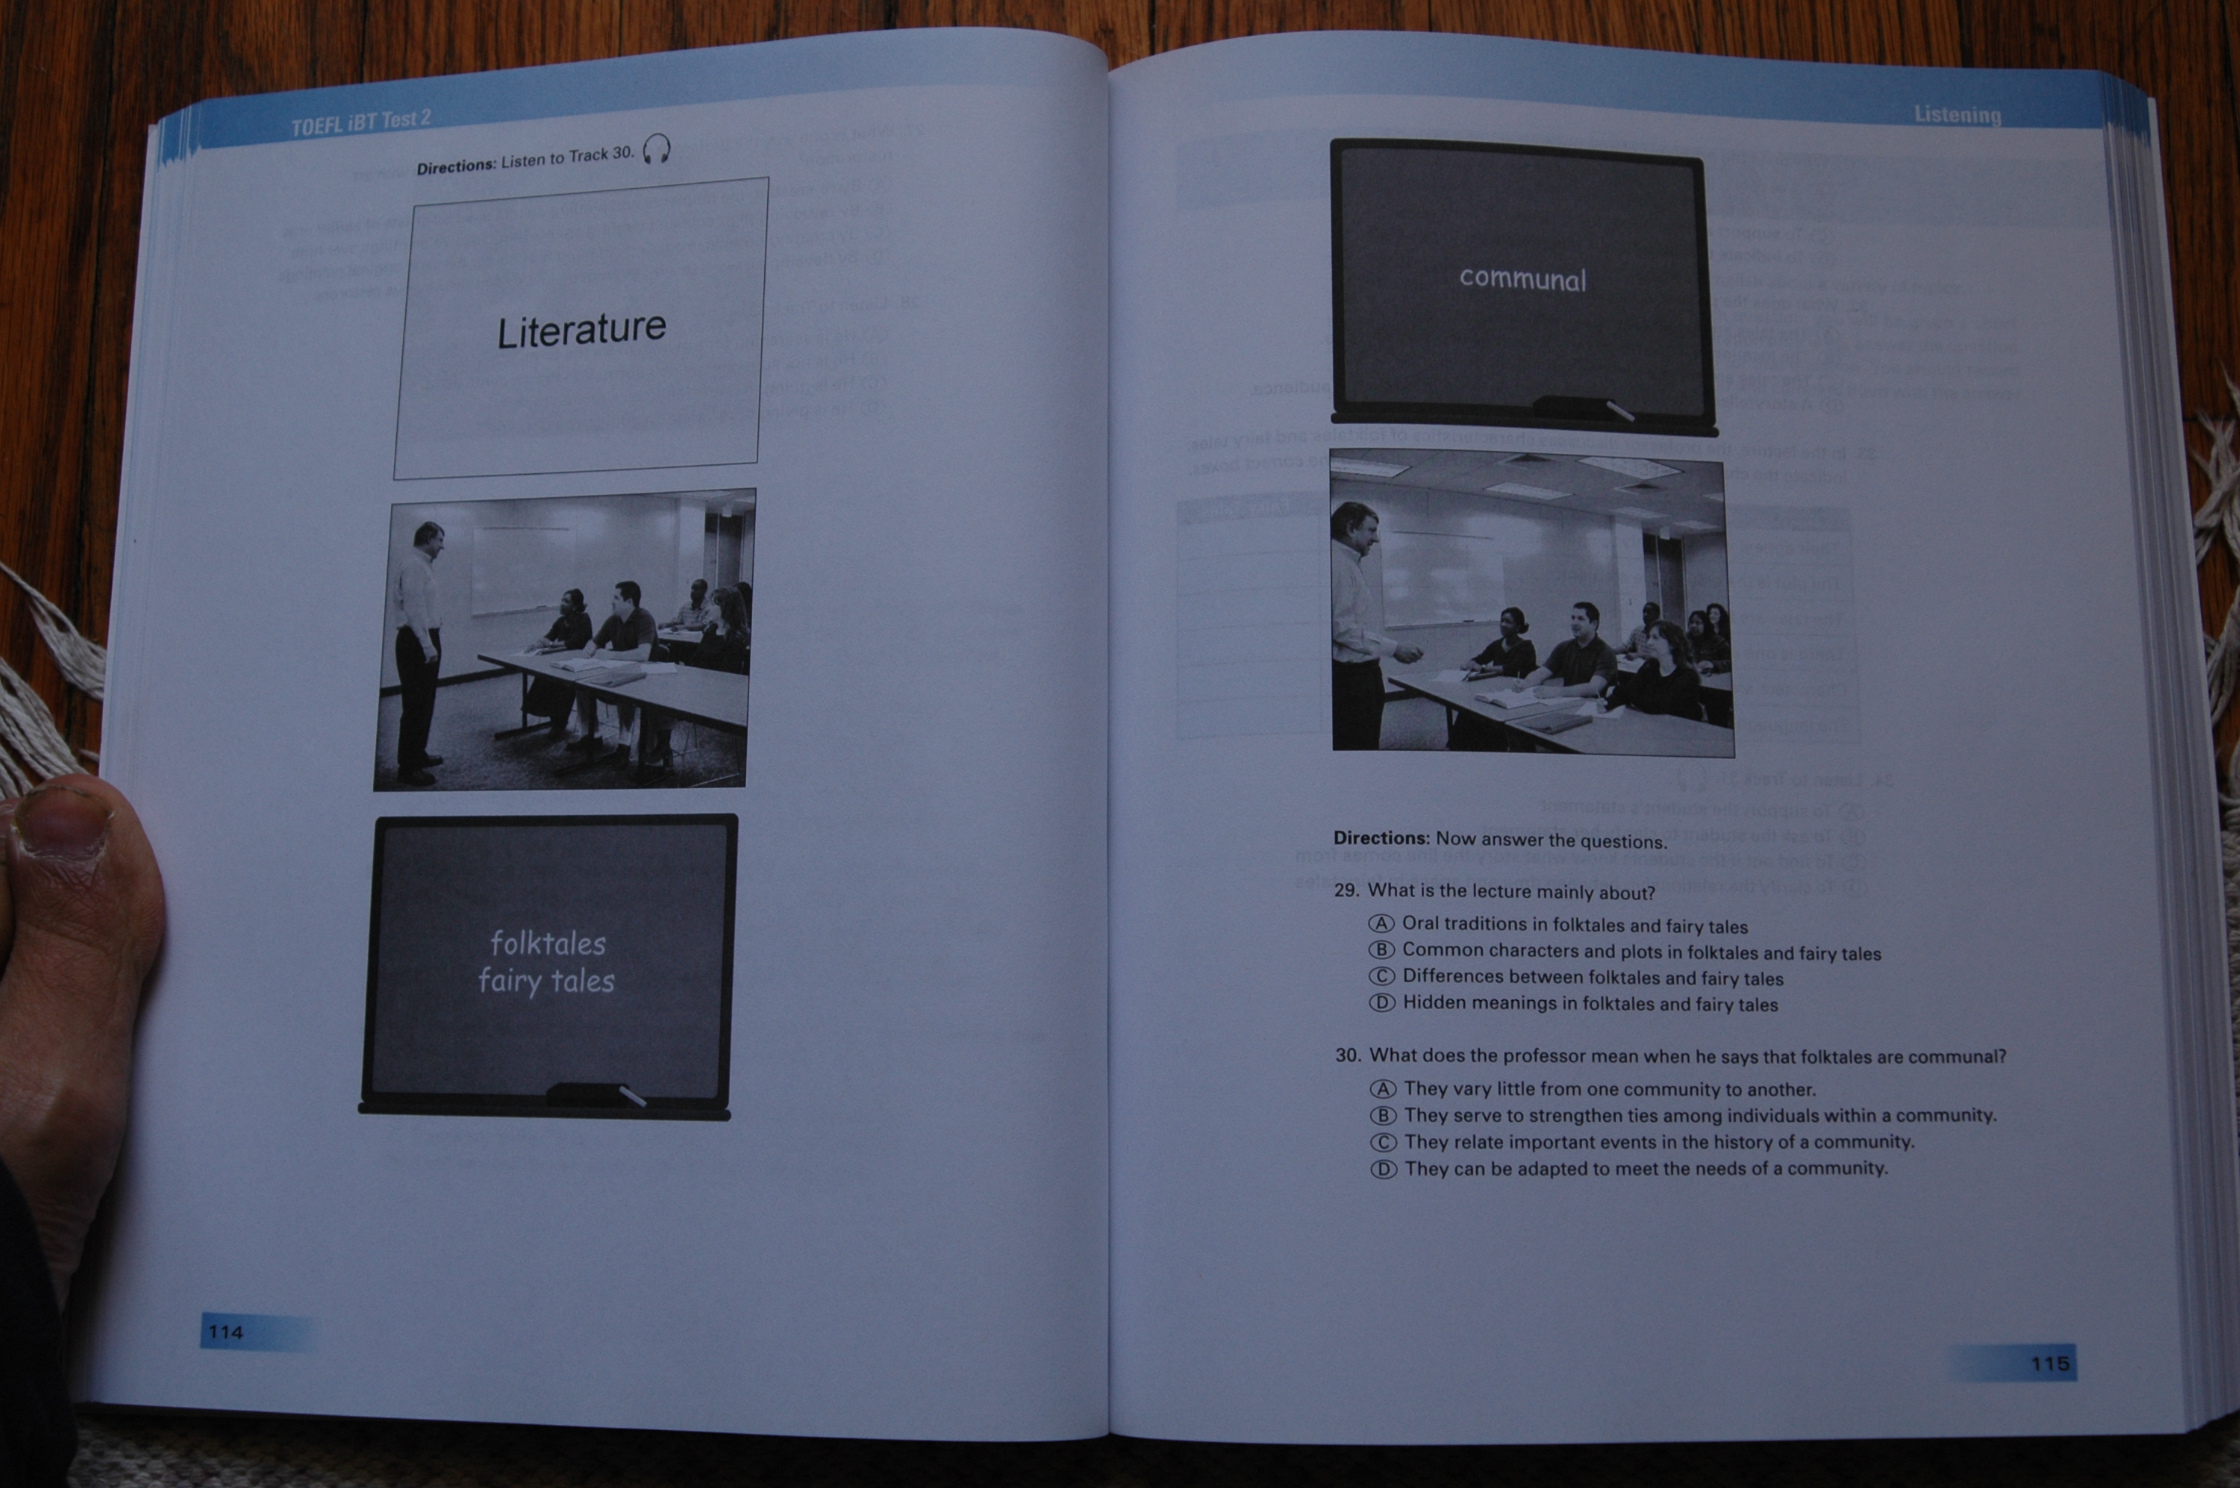 TOEFL iBT Test 2
Directions: Listen to Track 30.
Literature
folktales
fairy tales
114
Listening
communal
Directions: Now answer the questions.
29. What is the lecture mainly about?
A Oral traditions in folktales and fairy tales
B Common characters and plots in folktales and fairy tales
C Differences between folktales and fairy tales
D Hidden meanings in folktales and fairy tales
30. What does the professor mean when he says that folktales are communal?
A They vary little from one community to another.
B They serve to strengthen ties among individuals within a community.
C They relate important events in the history of a community.
D They can be adapted to meet the needs of a community.
115